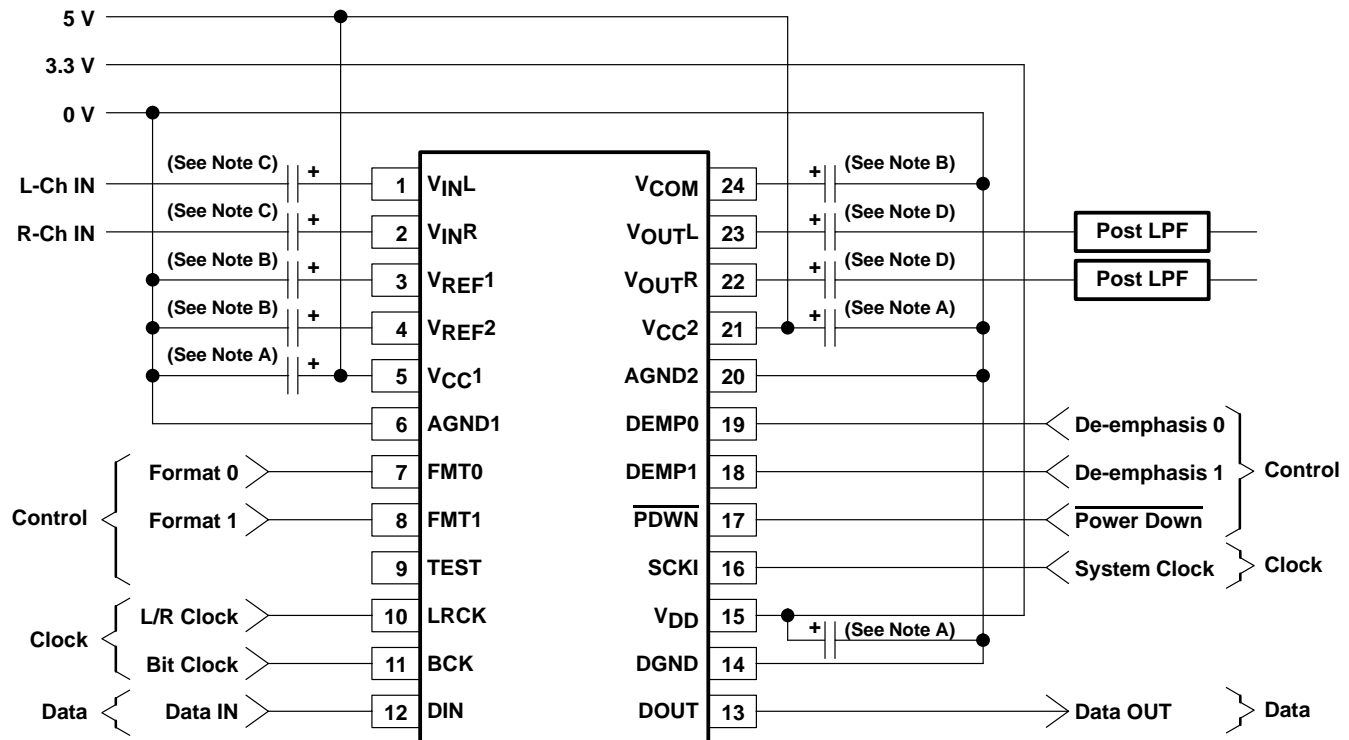 5 V
3.3 V
0 V
(See Note C) +
L-Ch IN
(See Note C) +
R-Ch IN
(See Note B) +
(See Note B) +
(See Note A) +
1 VINL
2 VINR
3 VREF1
4 VREF2
5 VCC1
6 AGND1
7 FMT0
8 FMT1
9 TEST
10 LRCK
11 BCK
12 DIN
Control
Format 0
Format 1
Clock
L/R Clock
Bit Clock
Data
Data IN
VCOM 24
VOUTL 23
VOUTR 22
VCC2 21
AGND2 20
DEMP0 19
DEMP1 18
PDWN 17
SCKI 16
VDD 15
DGND 14
DOUT 13
+ (See Note B)
+ (See Note D)
Post LPF
+ (See Note D)
Post LPF
+ (See Note A)
De-emphasis 0
De-emphasis 1
Power Down
Control
System Clock
Clock
+ (See Note A)
Data OUT
Data